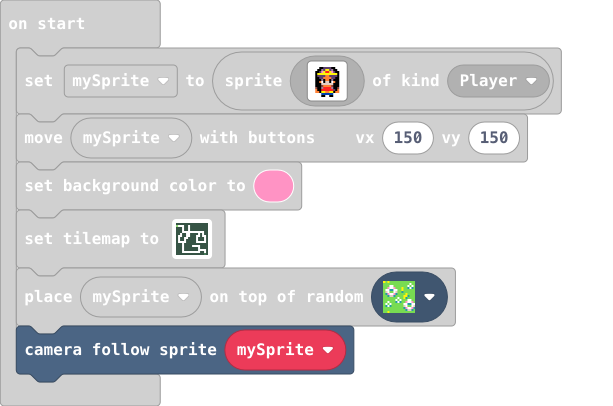 on start
set mySprite to sprite of kind Player
move mySprite with buttons vx 150 vy 150
set background color to
set tilemap to
place mySprite on top of random
camera follow sprite mySprite